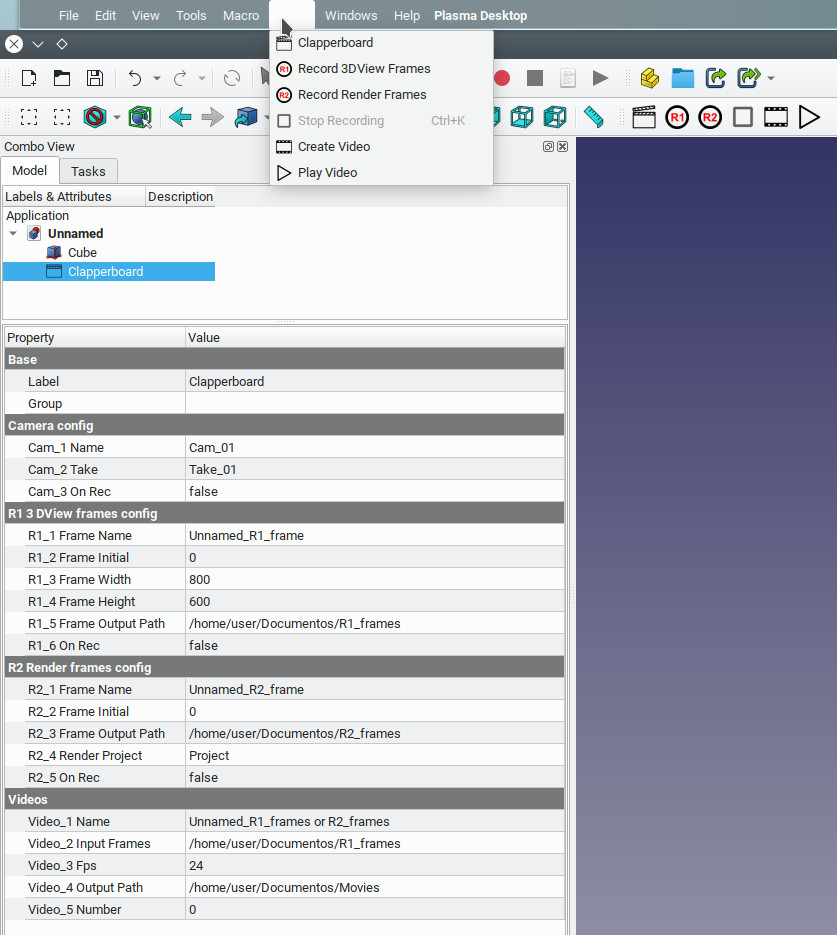 File Edit View Tools Macro Windows Help Plasma Desktop
Clapperboard
R1 Record 3DView Frames
R2 Record Render Frames
Stop Recording Ctrl+K
Create Video
Play Video
R1 R2
Combo View
Model Tasks
Labels & Attributes Description
Application
Unnamed
Cube
Clapperboard
Property Value
Base
Label Clapperboard
Group
Camera config
Cam_1 Name Cam_01
Cam_2 Take Take_01
Cam_3 On Rec false
R1 3 DView frames config
R1_1 Frame Name Unnamed_R1_frame
R1_2 Frame Initial 0
R1_3 Frame Width 800
R1_4 Frame Height 600
R1_5 Frame Output Path /home/user/Documentos/R1_frames
R1_6 On Rec false
R2 Render frames config
R2_1 Frame Name Unnamed_R2_frame
R2_2 Frame Initial 0
R2_3 Frame Output Path /home/user/Documentos/R2_frames
R2_4 Render Project Project
R2_5 On Rec false
Videos
Video_1 Name Unnamed_R1_frames or R2_frames
Video_2 Input Frames /home/user/Documentos/R1_frames
Video_3 Fps 24
Video_4 Output Path /home/user/Documentos/Movies
Video_5 Number 0